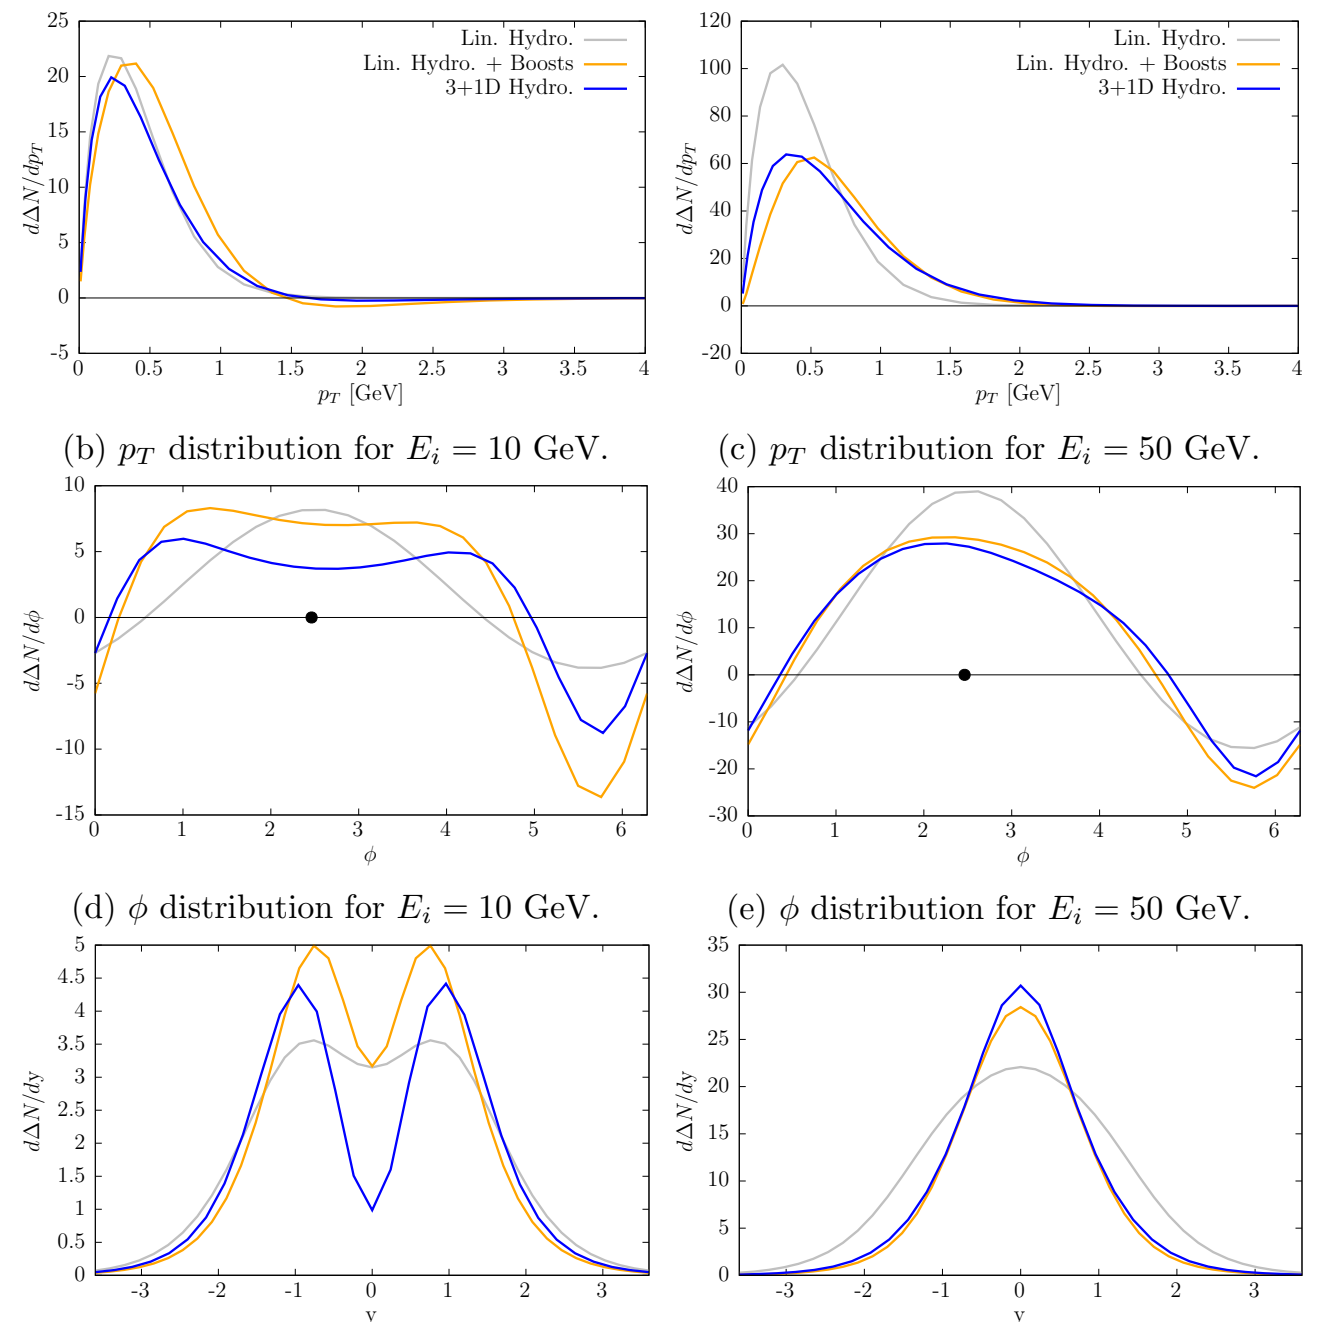 25
20
15
10
5
0
-5
dΔN/dp_T
Lin. Hydro.
Lin. Hydro. + Boosts
3+1D Hydro.
0 0.5 1 1.5 2 2.5 3 3.5 4
p_T [GeV]
120
100
80
60
40
20
0
-20
dΔN/dp_T
Lin. Hydro.
Lin. Hydro. + Boosts
3+1D Hydro.
0 0.5 1 1.5 2 2.5 3 3.5 4
p_T [GeV]
(b) p_T distribution for E_i = 10 GeV.
(c) p_T distribution for E_i = 50 GeV.
10
5
0
-5
-10
-15
dΔN/dϕ
0 1 2 3 4 5 6
ϕ
40
30
20
10
0
-10
-20
-30
dΔN/dϕ
0 1 2 3 4 5 6
ϕ
(d) ϕ distribution for E_i = 10 GeV.
(e) ϕ distribution for E_i = 50 GeV.
5
4.5
4
3.5
3
2.5
2
1.5
1
0.5
0
dΔN/dy
-3 -2 -1 0 1 2 3
y
35
30
25
20
15
10
5
0
dΔN/dy
-3 -2 -1 0 1 2 3
y